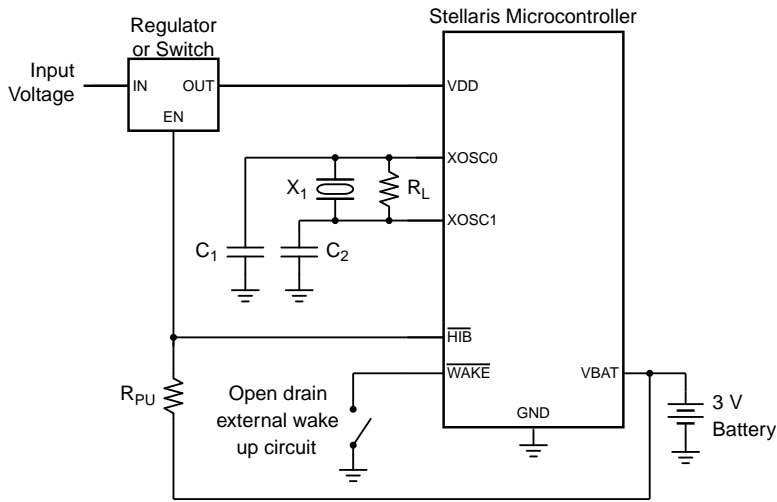 Stellaris Microcontroller
Regulator
or Switch
Input
Voltage
IN
OUT
EN
VDD
XOSC0
X1
RL
XOSC1
C1
C2
HIB
WAKE
VBAT
RPU
Open drain
external wake
up circuit
GND
3 V
Battery